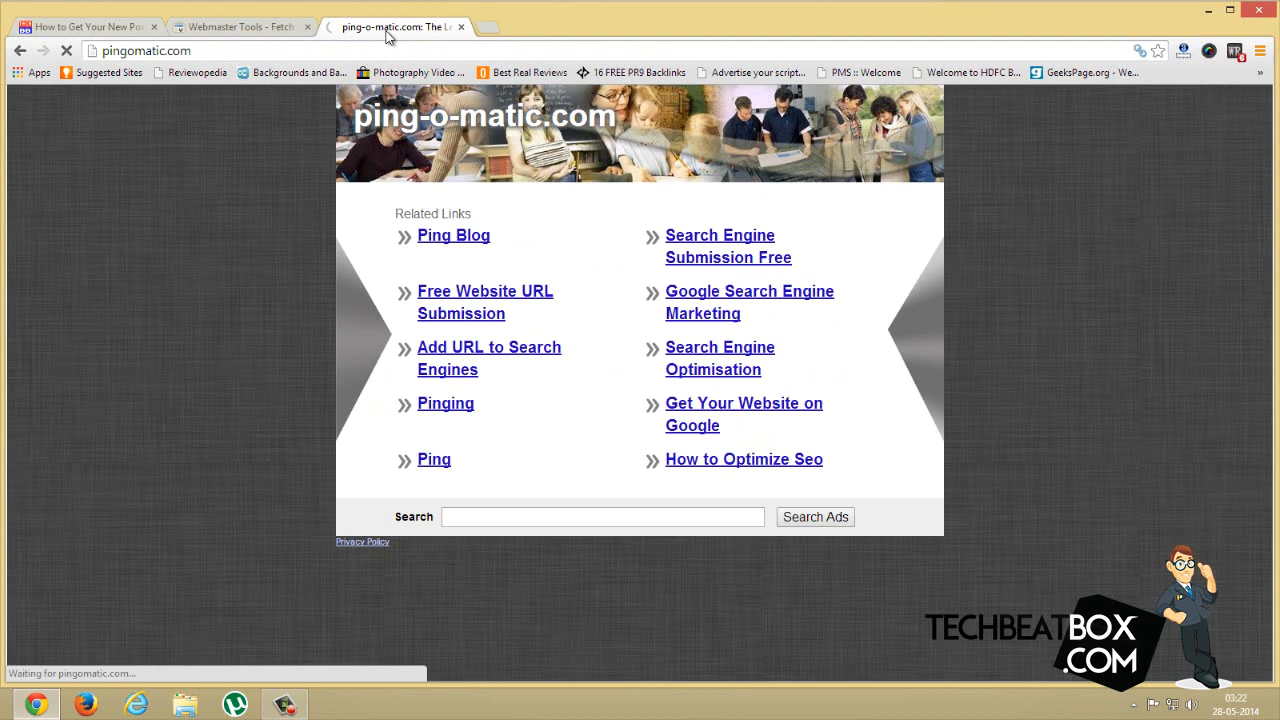 How to Get Your New Pos
Webmaster Tools - Fetch
ping-o-matic.com: The Le
pingomatic.com
Apps
Suggested Sites
Reviewopedia
Backgrounds and Ba...
Photography Video ...
Best Real Reviews
16 FREE PR9 Backlinks
Advertise your script...
PMS :: Welcome
Welcome to HDFC B...
GeeksPage.org - We...
»
ping-o-matic.com
Related Links
Ping Blog
Search Engine
Submission Free
Free Website URL
Submission
Google Search Engine
Marketing
Add URL to Search
Engines
Search Engine
Optimisation
Pinging
Get Your Website on
Google
Ping
How to Optimize Seo
Search
Search Ads
Privacy Policy
TECHBEATBOX
.COM
Waiting for pingomatic.com...
03:22
28-05-2014